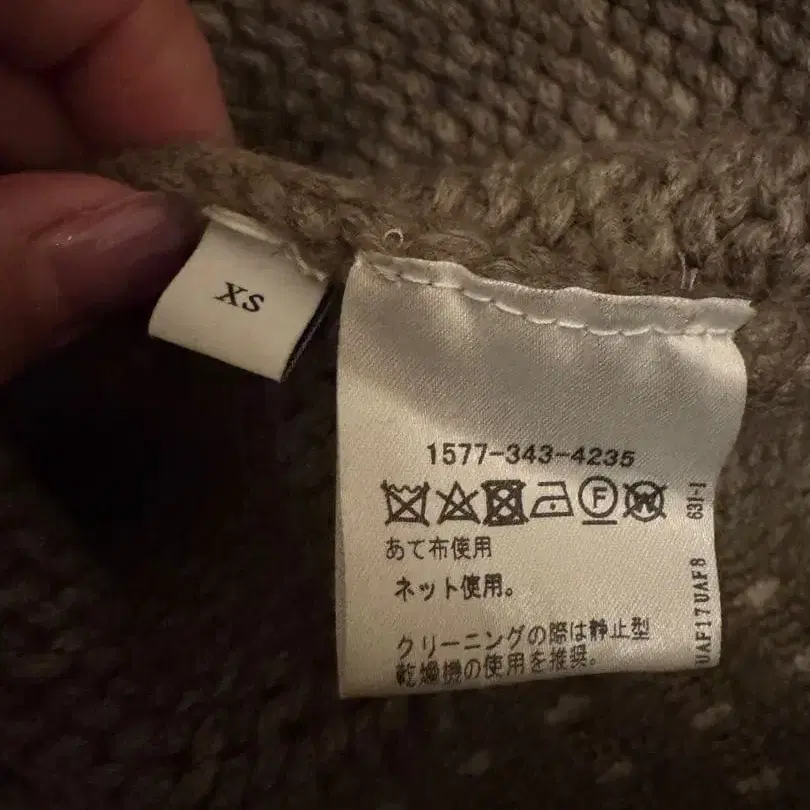 XS
1577-343-4235
F W
あて布使用
ネット使用。
クリーニングの際は静止型
乾燥機の使用を推奨。
631-1
UAF17UAF8